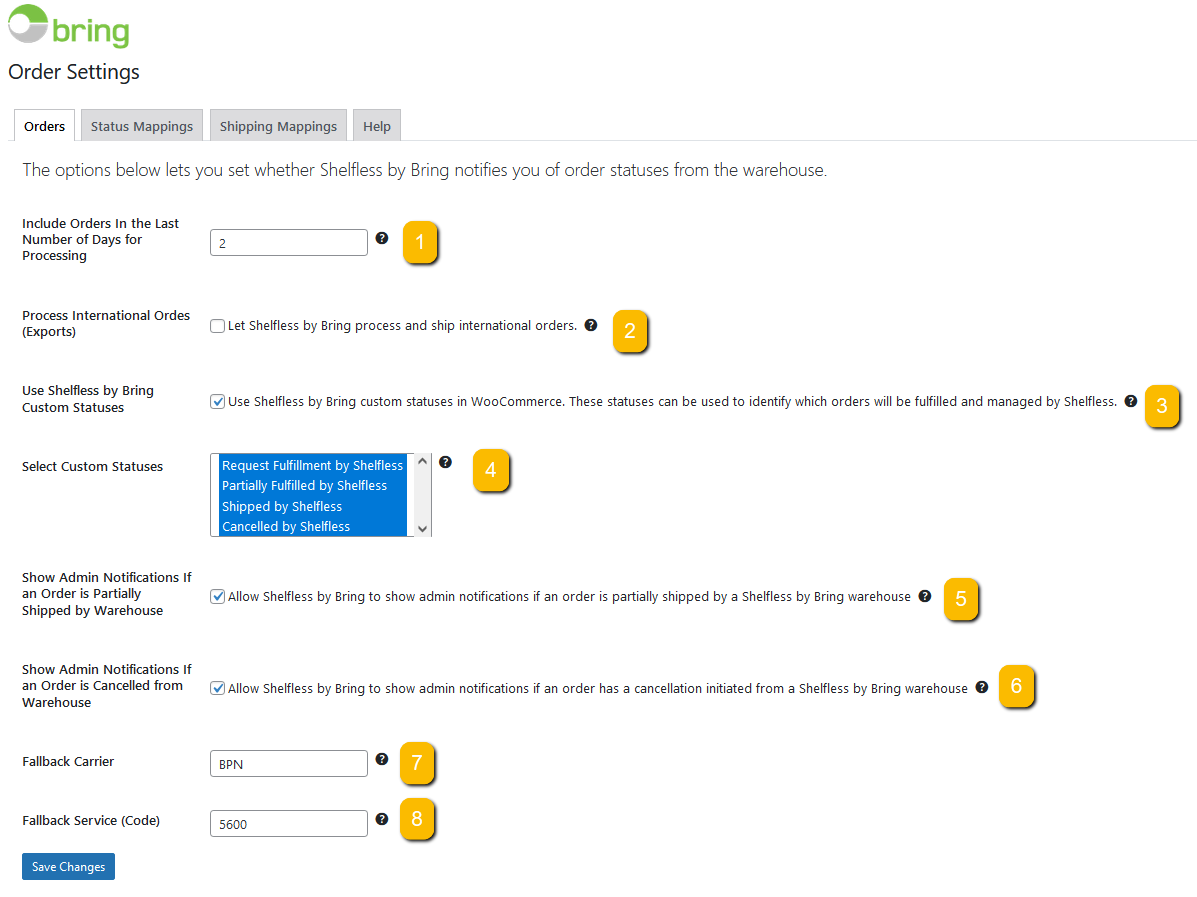 bring
Order Settings
Orders
Status Mappings
Shipping Mappings
Help
The options below lets you set whether Shelfless by Bring notifies you of order statuses from the warehouse.
Include Orders In the Last
Number of Days for
Processing
2
?
1
Process International Ordes
(Exports)
Let Shelfless by Bring process and ship international orders.
?
2
Use Shelfless by Bring
Custom Statuses
Use Shelfless by Bring custom statuses in WooCommerce. These statuses can be used to identify which orders will be fulfilled and managed by Shelfless.
?
3
Select Custom Statuses
Request Fulfillment by Shelfless
Partially Fulfilled by Shelfless
Shipped by Shelfless
Cancelled by Shelfless
?
4
Show Admin Notifications If
an Order is Partially
Shipped by Warehouse
Allow Shelfless by Bring to show admin notifications if an order is partially shipped by a Shelfless by Bring warehouse
?
5
Show Admin Notifications If
an Order is Cancelled from
Warehouse
Allow Shelfless by Bring to show admin notifications if an order has a cancellation initiated from a Shelfless by Bring warehouse
?
6
Fallback Carrier
BPN
?
7
Fallback Service (Code)
5600
?
8
Save Changes